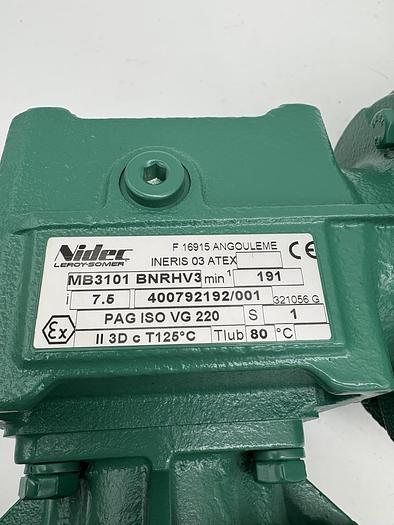 Nidec
LEROY-SOMER
F 16915 ANGOULEME
INERIS 03 ATEX
CE
MB3101 BNRHV3 min-1 191
i 7.5 400792192/001 321056 G
PAG ISO VG 220 S 1
Ex II 3D c T125°C Tlub 80 °C